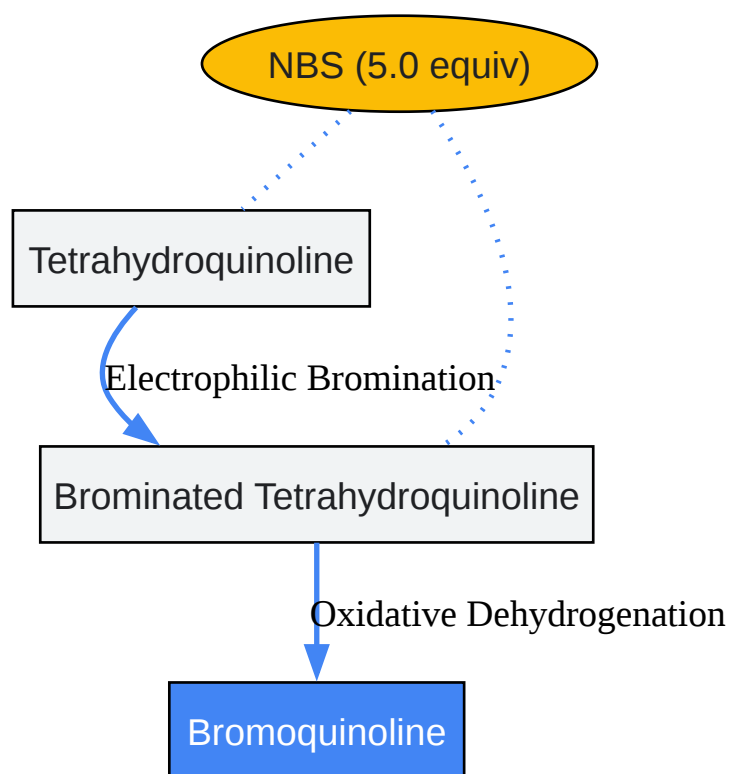 NBS (5.0 equiv)
Tetrahydroquinoline
Electrophilic Bromination
Brominated Tetrahydroquinoline
Oxidative Dehydrogenation
Bromoquinoline